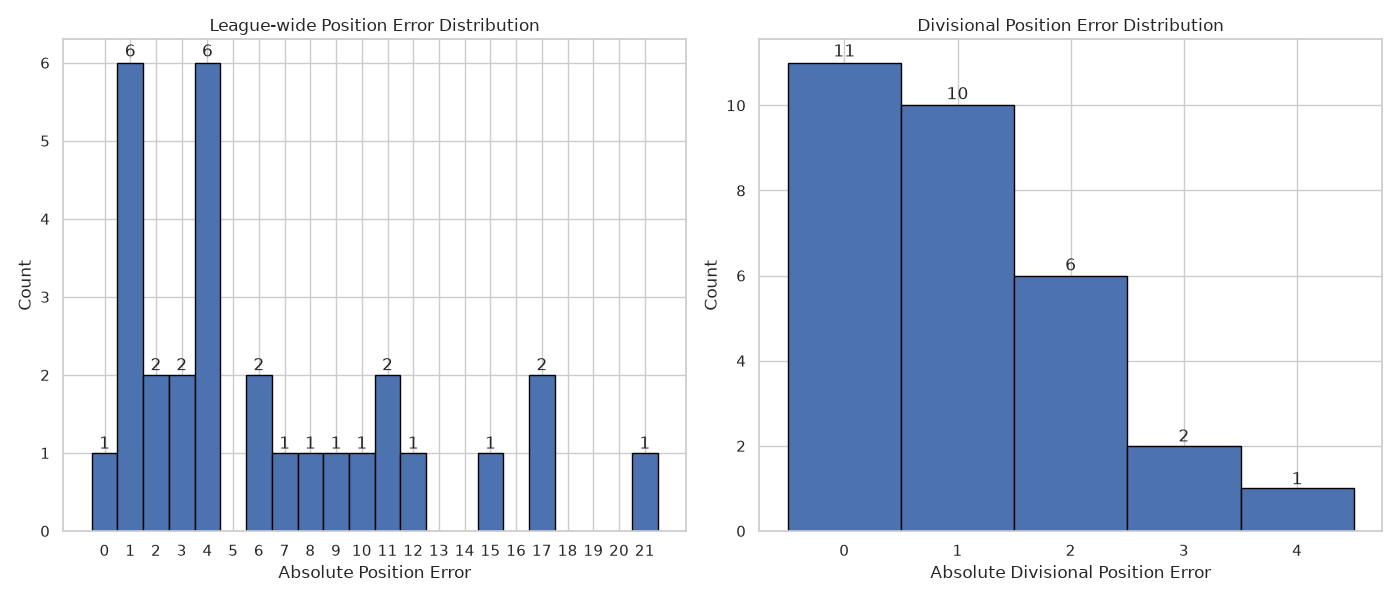 League-wide Position Error Distribution
6
5
4
3
2
1
0
Count
1 6 2 2 6 2 1 1 1 1 2 1 1 2 1
0 1 2 3 4 5 6 7 8 9 10 11 12 13 14 15 16 17 18 19 20 21
Absolute Position Error
Divisional Position Error Distribution
10
8
6
4
2
0
Count
11 10 6 2 1
0 1 2 3 4
Absolute Divisional Position Error